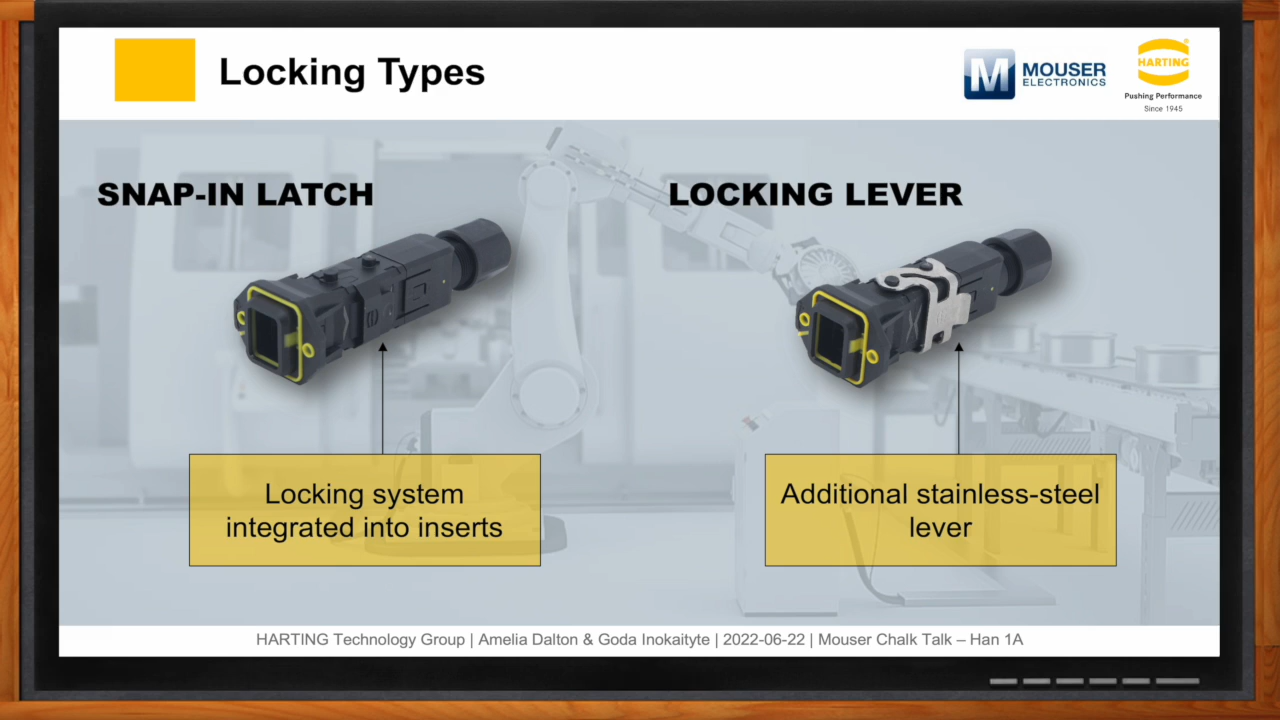 Locking Types
M MOUSER
ELECTRONICS
HARTING
Pushing Performance
Since 1945
SNAP-IN LATCH
LOCKING LEVER
Locking system
integrated into inserts
Additional stainless-steel
lever
HARTING Technology Group | Amelia Dalton & Goda Inokaityte | 2022-06-22 | Mouser Chalk Talk – Han 1A